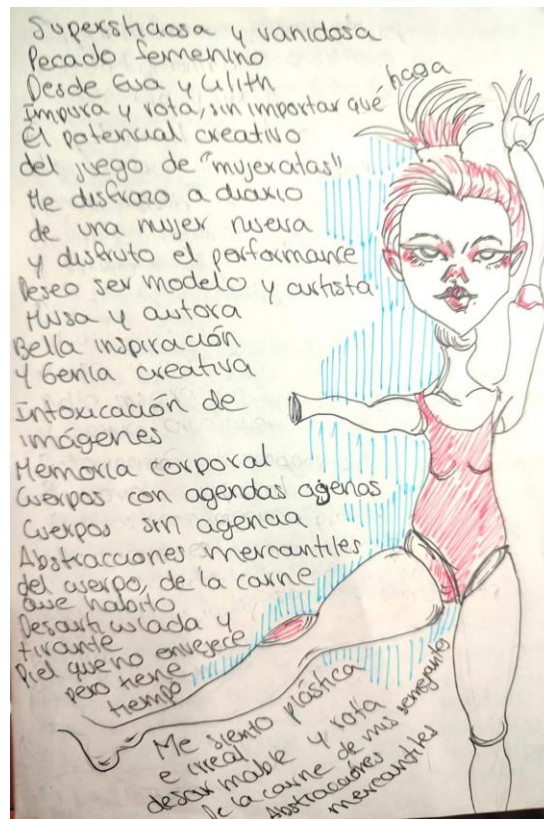 Superstiaosa y vanidosa
Pecado femenino
Desde Eva y Lilith
Impura y rota, sin importar qué haga
El potencial creativo
del juego de "mujeratas"
Me disfrazo a diario
de una mujer nueva
y disfruto el performance
Deseo ser modelo y artista
Musa y autora
Bella inspiración
y Genia creativa
Intoxicación de
imágenes
Memoria corporal
Cuerpos con agendas agenas
Cuerpos sin agencia
Abstracciones mercantiles
del cuerpo, de la carne
que habito
Desarticulada y
tirante
Piel que no envejece
pero tiene
tiempo
Me siento plástica
e irreal
desarmable y rota
De la carne de mis semejantes
Abstracciones
mercantiles